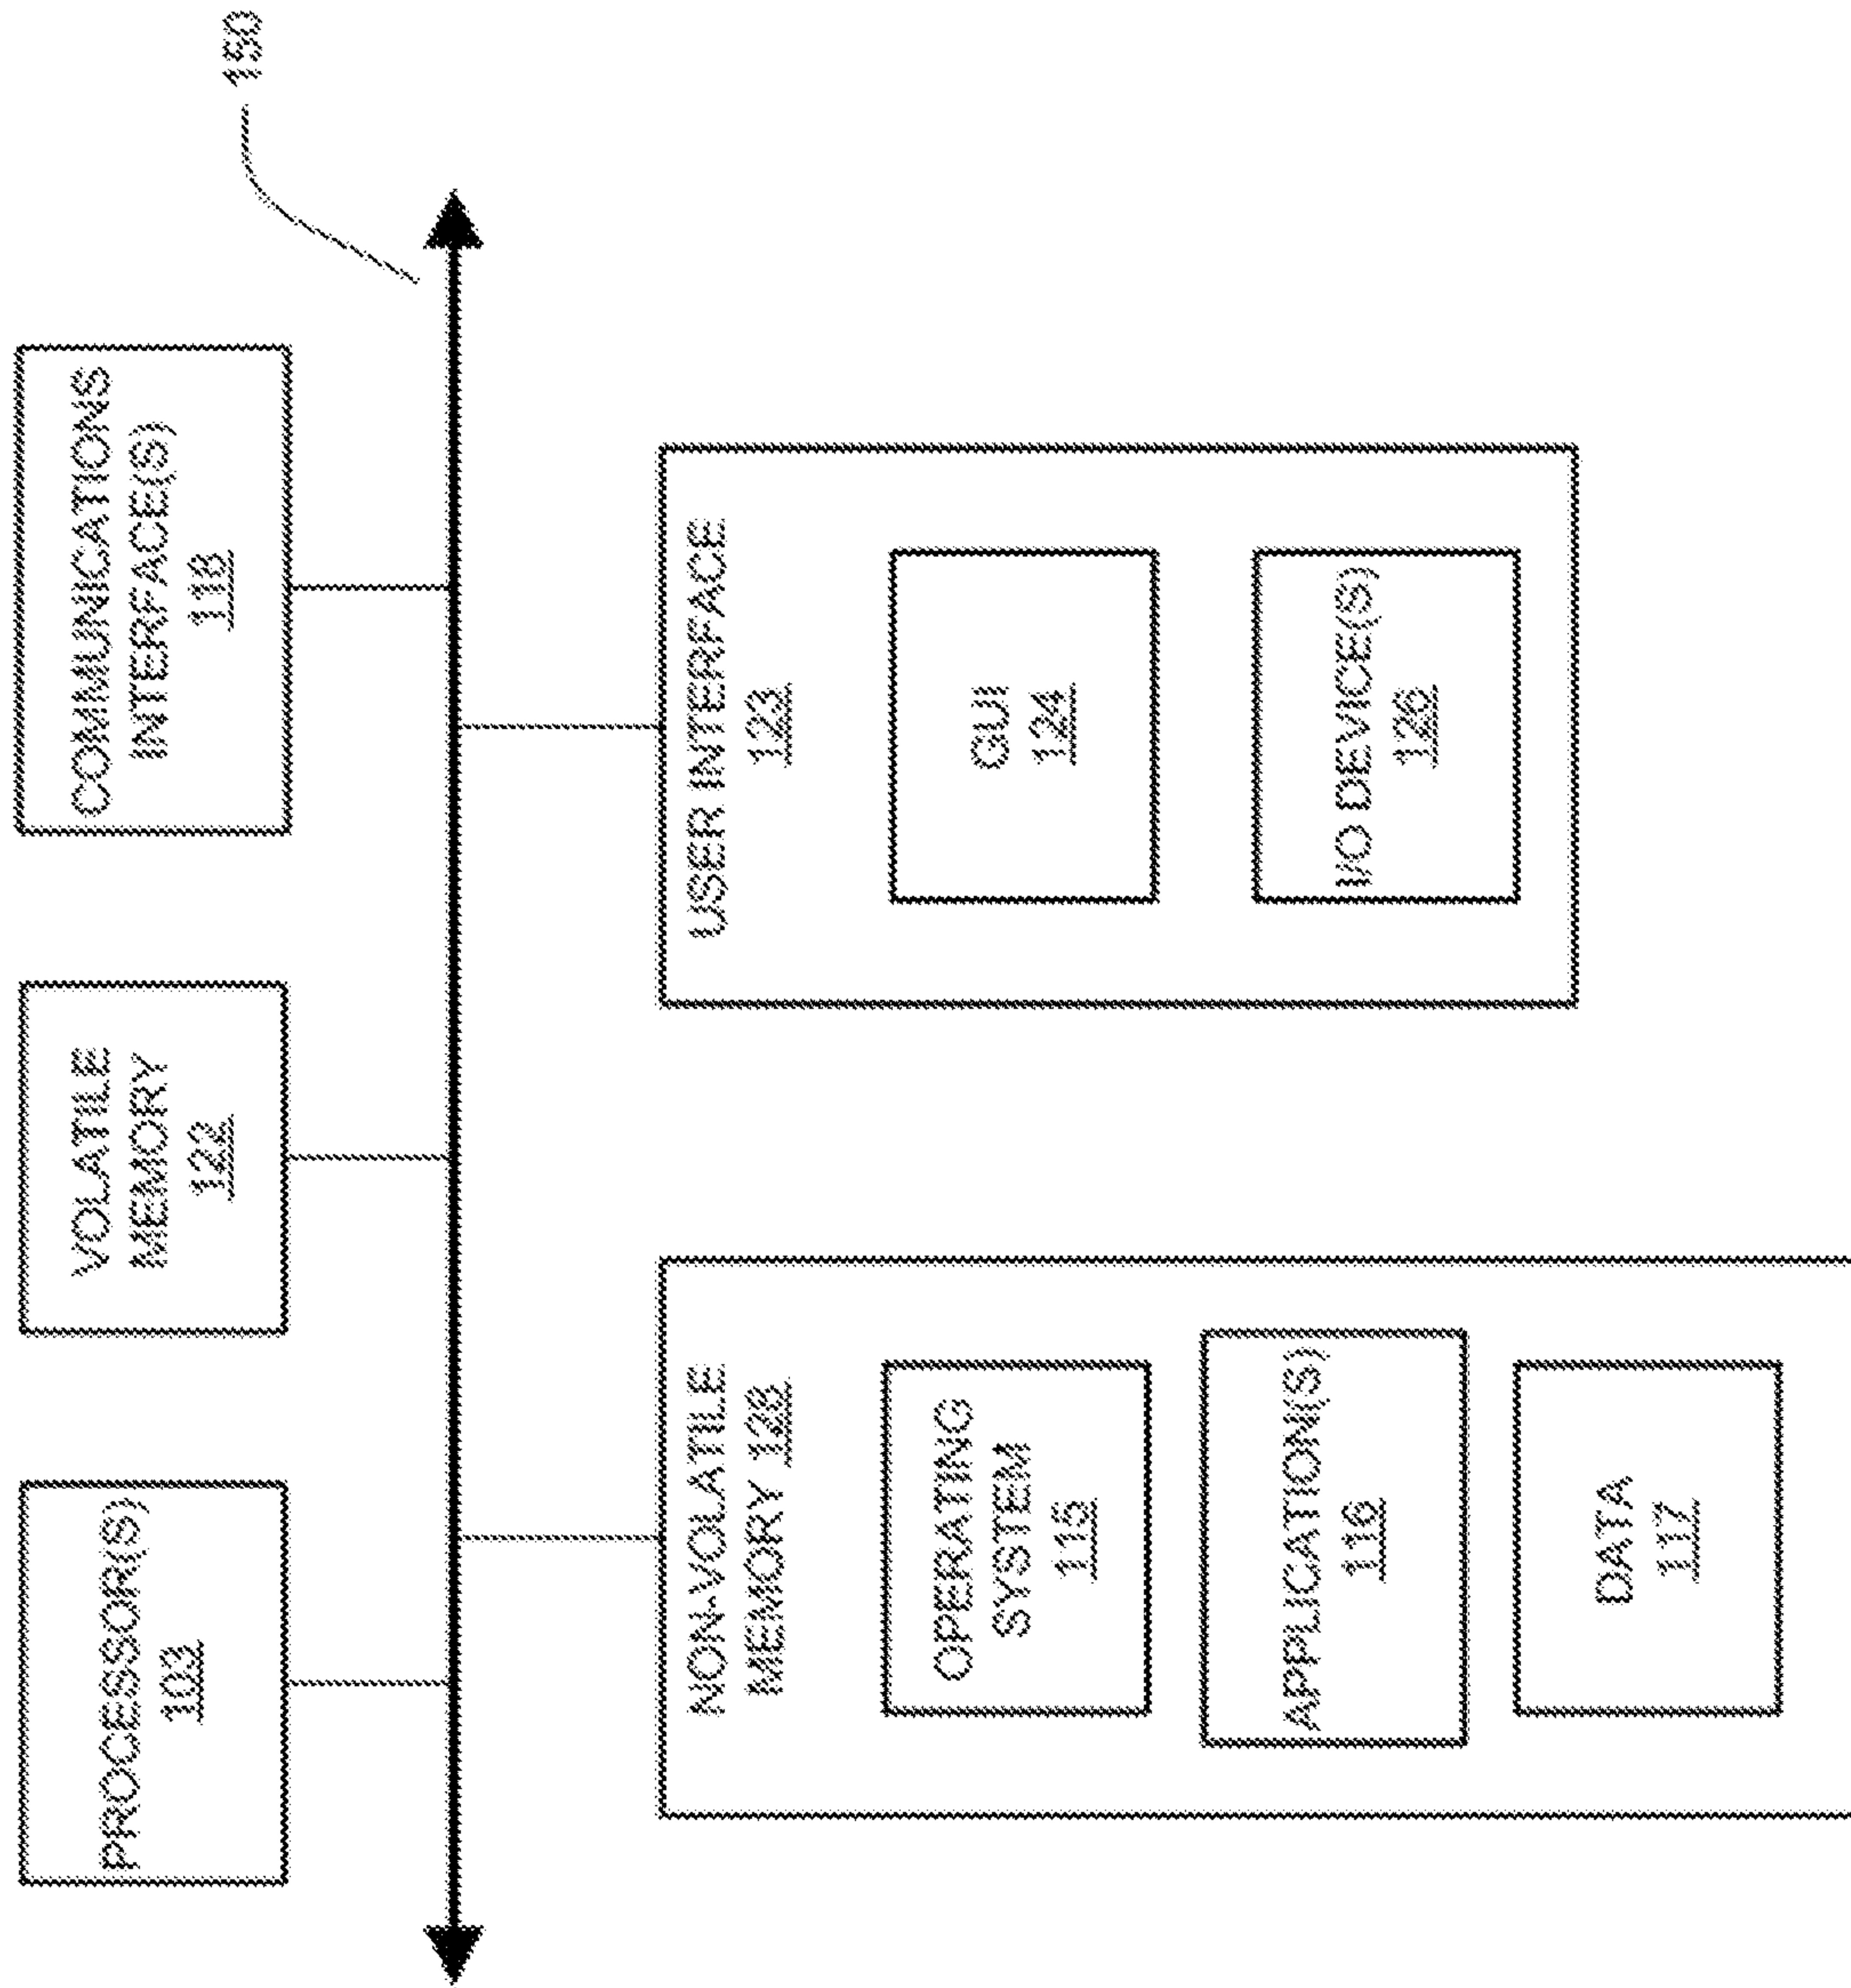 150
PROCESSOR(S)
103
VOLATILE
MEMORY
122
COMMUNICATIONS
INTERFACE(S)
118
NON-VOLATILE
MEMORY 128
OPERATING
SYSTEM
115
APPLICATION(S)
116
DATA
117
USER INTERFACE
123
GUI
124
I/O DEVICE(S)
126